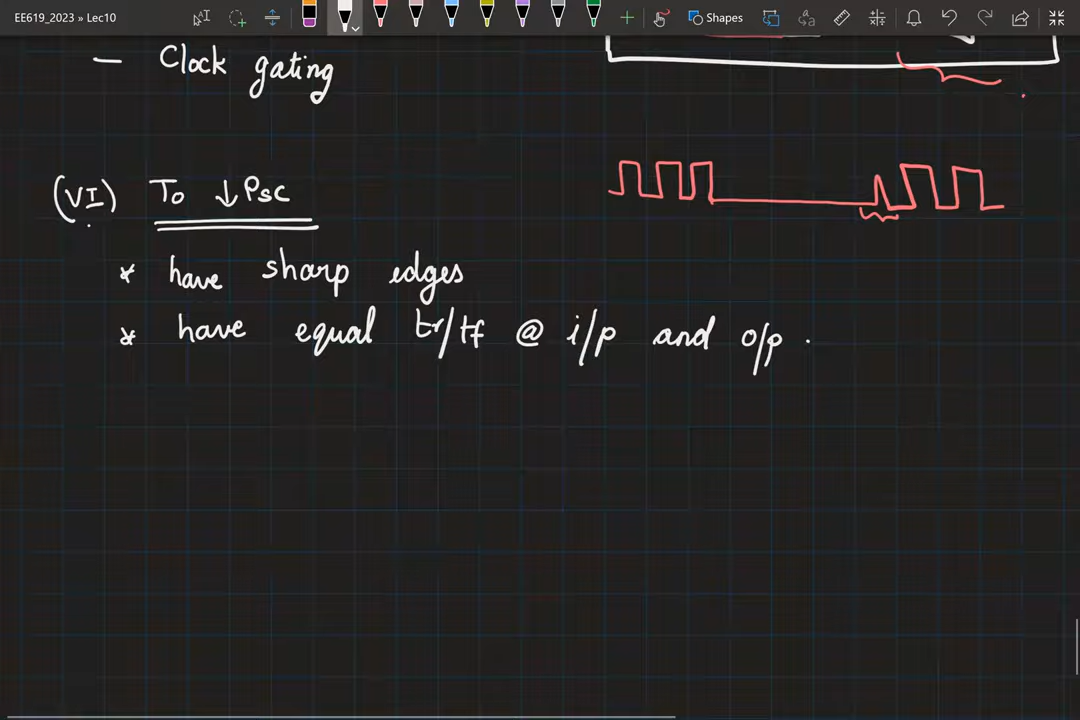 EE619_2023 » Lec10
Shapes
— Clock gating
(VI) To ↓Psc
* have sharp edges
* have equal tr/tf @ i/p and o/p .